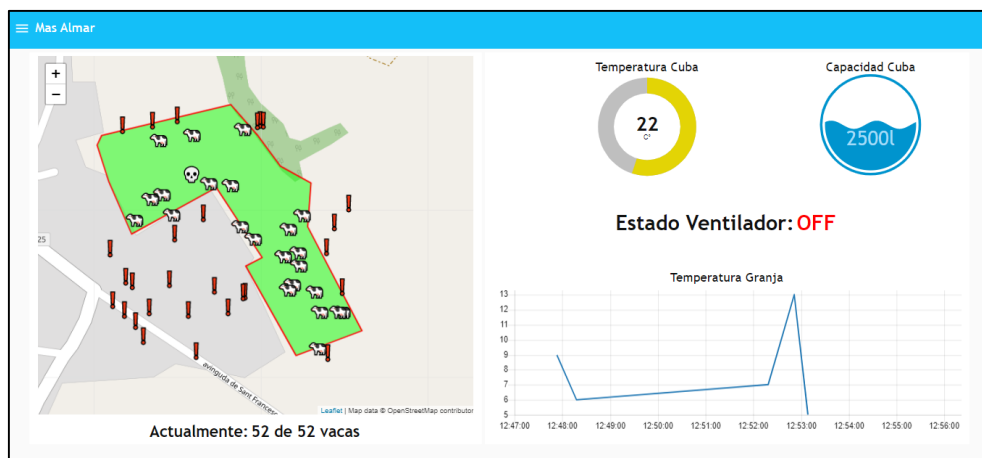 Mas Almar
+
−
25
avinguda de Sant Frances
Leaflet | Map data © OpenStreetMap contributor
Actualmente: 52 de 52 vacas
Temperatura Cuba
22
Capacidad Cuba
2500l
Estado Ventilador: OFF
Temperatura Granja
13
12
11
10
9
8
7
6
5
12:47:00 12:48:00 12:49:00 12:50:00 12:51:00 12:52:00 12:53:00 12:54:00 12:55:00 12:56:00